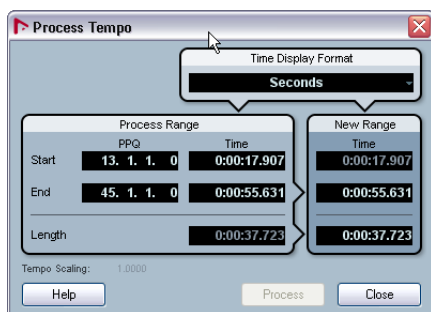 Process Tempo
Time Display Format
Seconds
Process Range
New Range
PPQ Time Time
Start 13. 1. 1. 0 0:00:17.907 0:00:17.907
End 45. 1. 1. 0 0:00:55.631 0:00:55.631
Length 0:00:37.723 0:00:37.723
Tempo Scaling: 1.0000
Help Process Close